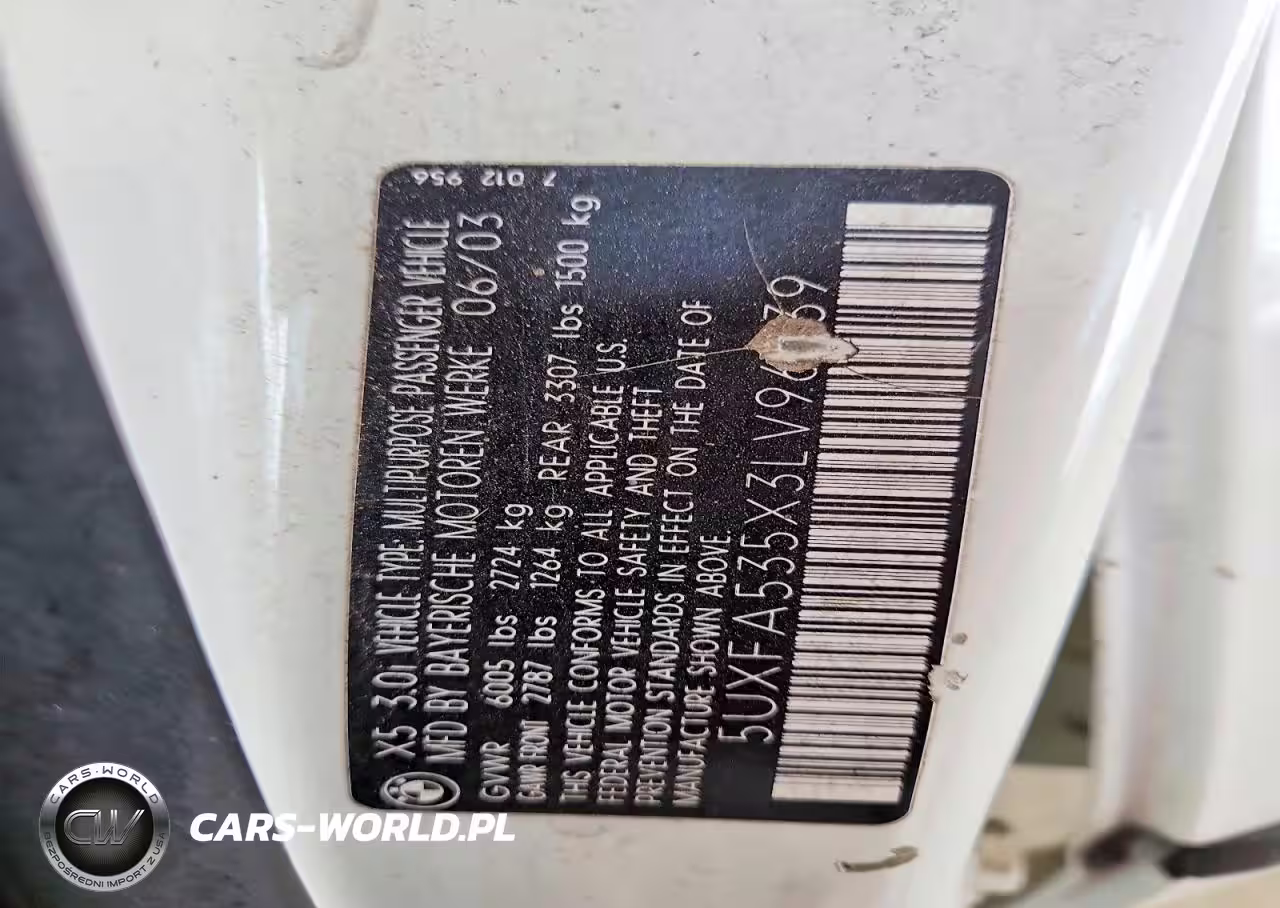 X5 3.0I VEHICLE TYPE: MULTIPURPOSE PASSENGER VEHICLE
MFD BY BAYERISCHE MOTOREN WERKE 06/03
GVWR 6005 lbs 2724 kg
GAWR FRONT 2787 lbs 1264 kg REAR 3307 lbs 1500 kg
THIS VEHICLE CONFORMS TO ALL APPLICABLE U.S.
FEDERAL MOTOR VEHICLE SAFETY AND THEFT
PREVENTION STANDARDS IN EFFECT ON THE DATE OF
MANUFACTURE SHOWN ABOVE.
7 012 956
CARS-WORLD
CW
BEZPOŚREDNI IMPORT Z USA
CARS-WORLD.PL